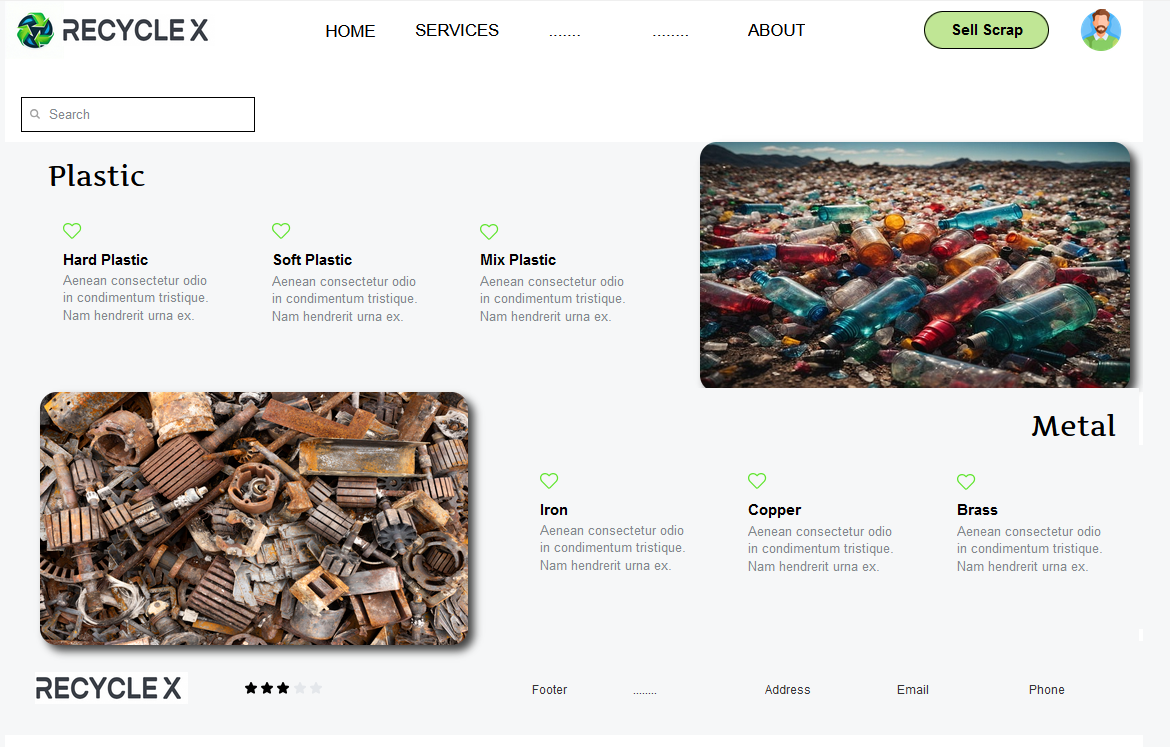 RECYCLE X
HOME SERVICES ....... ........ ABOUT
Sell Scrap
Search
Plastic
Hard Plastic
Aenean consectetur odio
in condimentum tristique.
Nam hendrerit urna ex.
Soft Plastic
Aenean consectetur odio
in condimentum tristique.
Nam hendrerit urna ex.
Mix Plastic
Aenean consectetur odio
in condimentum tristique.
Nam hendrerit urna ex.
Metal
Iron
Aenean consectetur odio
in condimentum tristique.
Nam hendrerit urna ex.
Copper
Aenean consectetur odio
in condimentum tristique.
Nam hendrerit urna ex.
Brass
Aenean consectetur odio
in condimentum tristique.
Nam hendrerit urna ex.
RECYCLE X
Footer ........ Address Email Phone